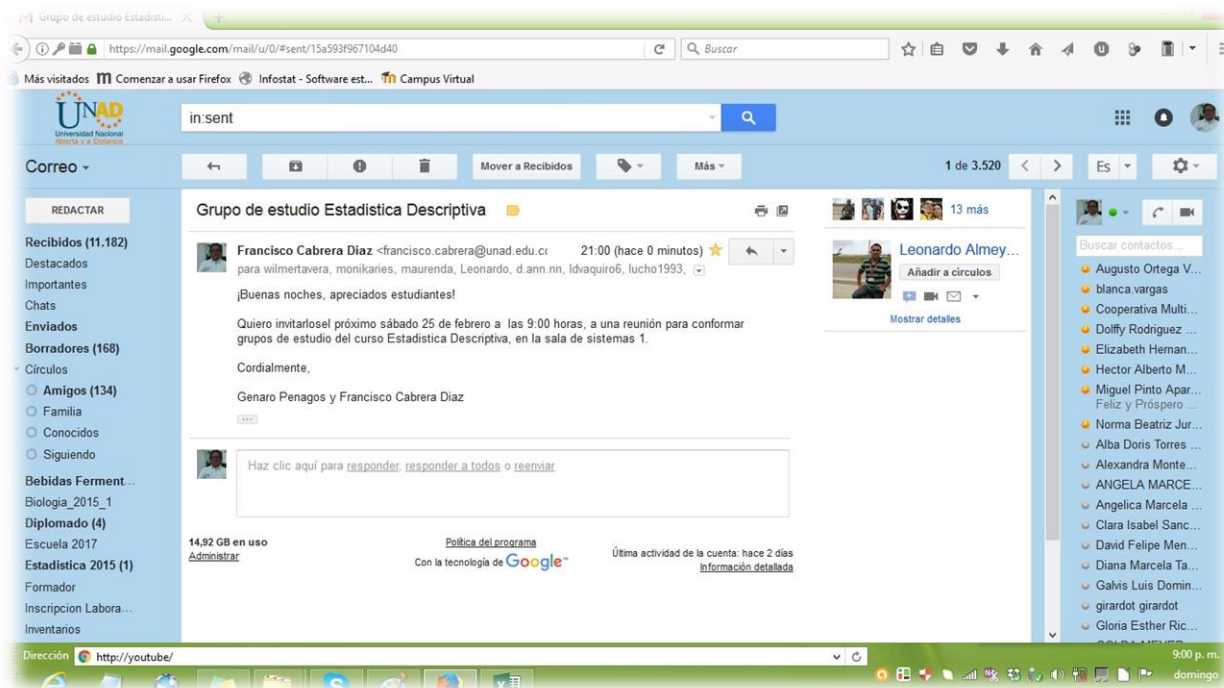 Grupo de estudio Estadisti...
https://mail.google.com/mail/u/0/#sent/15a593f967104d40
Buscar
Más visitados
Comenzar a usar Firefox
Infostat - Software est...
Campus Virtual
UNAD
Universidad Nacional
Abierta y a Distancia
in:sent
Correo
Mover a Recibidos
Más
1 de 3.520
Es
REDACTAR
Recibidos (11.182)
Destacados
Importantes
Chats
Enviados
Borradores (168)
Círculos
Amigos (134)
Familia
Conocidos
Siguiendo
Bebidas Ferment...
Biologia_2015_1
Diplomado (4)
Escuela 2017
Estadistica 2015 (1)
Formador
Inscripcion Labora...
Inventarios
Grupo de estudio Estadistica Descriptiva
Francisco Cabrera Diaz <francisco.cabrera@unad.edu.cc 21:00 (hace 0 minutos)
para wilmertavera, monikaries, maurenda, Leonardo, d.ann.nn, ldvaquiro6, lucho1993,
¡Buenas noches, apreciados estudiantes!
Quiero invitarlosel próximo sábado 25 de febrero a las 9:00 horas, a una reunión para conformar
grupos de estudio del curso Estadistica Descriptiva, en la sala de sistemas 1.
Cordialmente,
Genaro Penagos y Francisco Cabrera Diaz
Haz clic aquí para responder, responder a todos o reenviar
14,92 GB en uso
Administrar
Política del programa
Con la tecnología de Google™
Última actividad de la cuenta: hace 2 días
Información detallada
13 más
Leonardo Almey...
Añadir a círculos
Mostrar detalles
Buscar contactos...
Augusto Ortega V...
blanca.vargas
Cooperativa Multi...
Dolffy Rodriguez ...
Elizabeth Hernan...
Hector Alberto M...
Miguel Pinto Apar...
Feliz y Próspero ...
Norma Beatriz Jur...
Alba Doris Torres ...
Alexandra Monte...
ANGELA MARCE...
Angelica Marcela ...
Clara Isabel Sanc...
David Felipe Men...
Diana Marcela Ta...
Galvis Luis Domin...
girardot girardot
Gloria Esther Ric...
Dirección
http://youtube/
9:00 p. m.
domingo